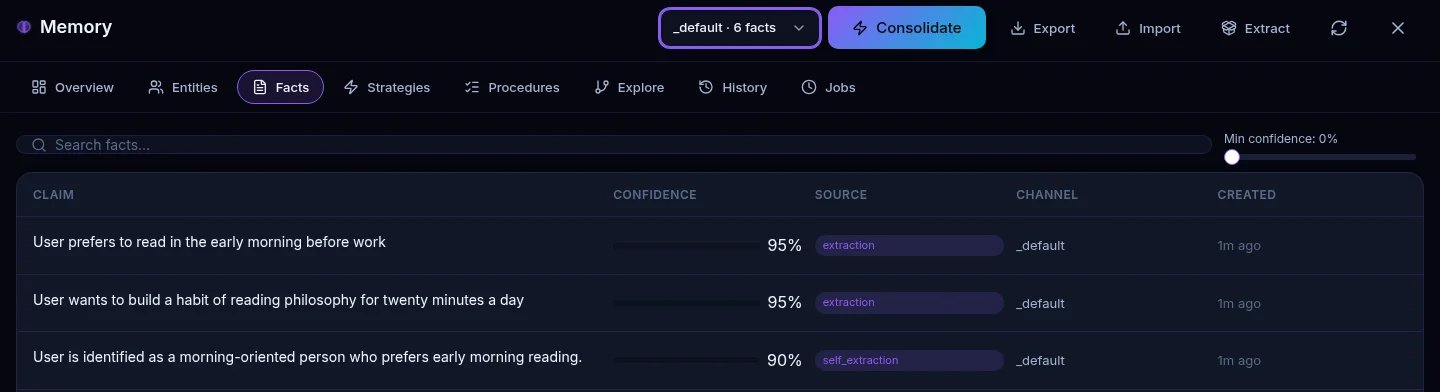 Memory
_default · 6 facts
Consolidate
Export
Import
Extract
Overview
Entities
Facts
Strategies
Procedures
Explore
History
Jobs
Search facts...
Min confidence: 0%
CLAIM CONFIDENCE SOURCE CHANNEL CREATED
User prefers to read in the early morning before work 95% extraction _default 1m ago
User wants to build a habit of reading philosophy for twenty minutes a day 95% extraction _default 1m ago
User is identified as a morning-oriented person who prefers early morning reading. 90% self_extraction _default 1m ago